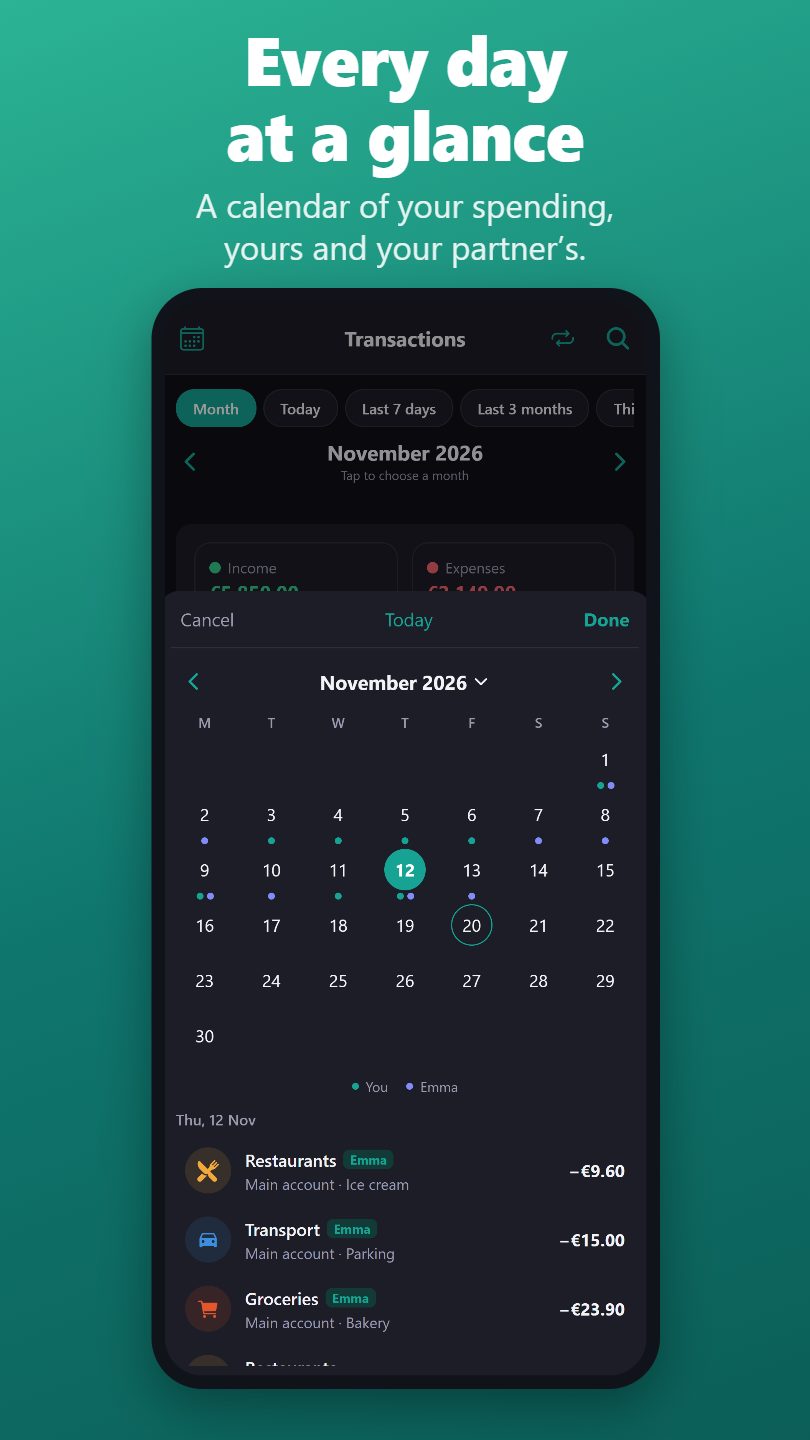 Every day
at a glance
A calendar of your spending,
yours and your partner's.
Transactions
Month Today Last 7 days Last 3 months Thi
November 2026
Tap to choose a month
Income Expenses
Cancel Today Done
November 2026
M T W T F S S
1
2 3 4 5 6 7 8
9 10 11 12 13 14 15
16 17 18 19 20 21 22
23 24 25 26 27 28 29
30
You Emma
Thu, 12 Nov
Restaurants Emma
Main account · Ice cream
–€9.60
Transport Emma
Main account · Parking
–€15.00
Groceries Emma
Main account · Bakery
–€23.90